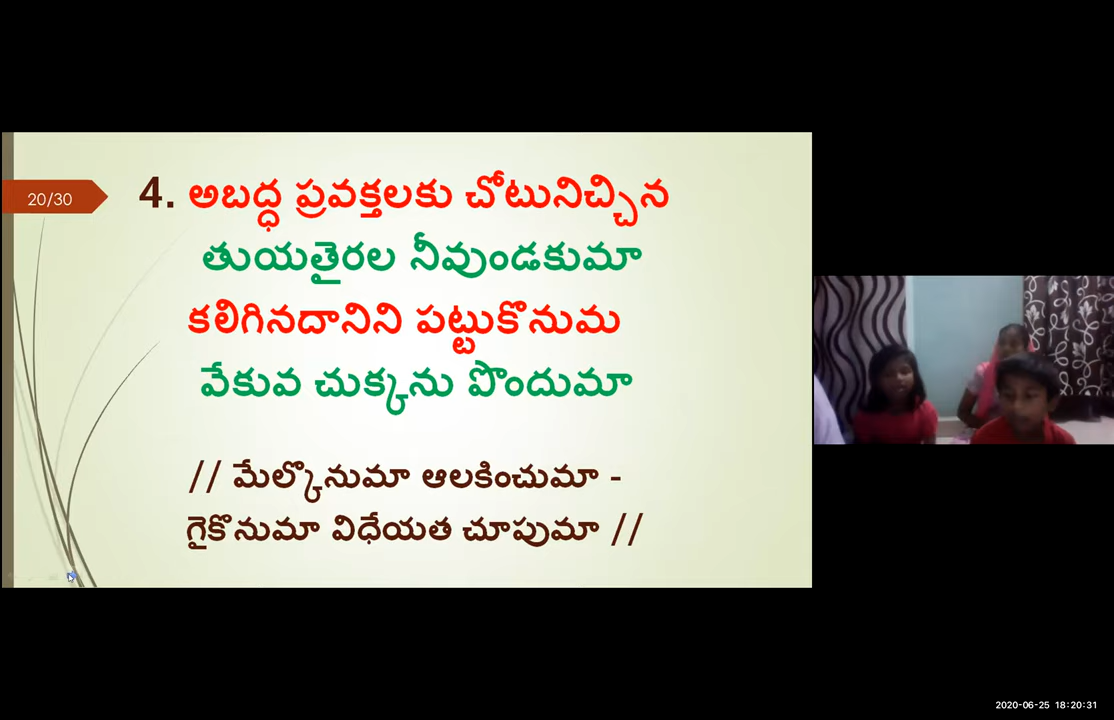 20/30
4. అబద్ధ ప్రవక్తలకు చోటునిచ్చిన
తుయతైరల నీవుండకుమా
కలిగినదానిని పట్టుకొనుమ
వేకువ చుక్కను పొందుమా
// మేల్కొనుమా ఆలకించుమా -
గైకొనుమా విధేయత చూపుమా //
2020-06-25 18:20:31